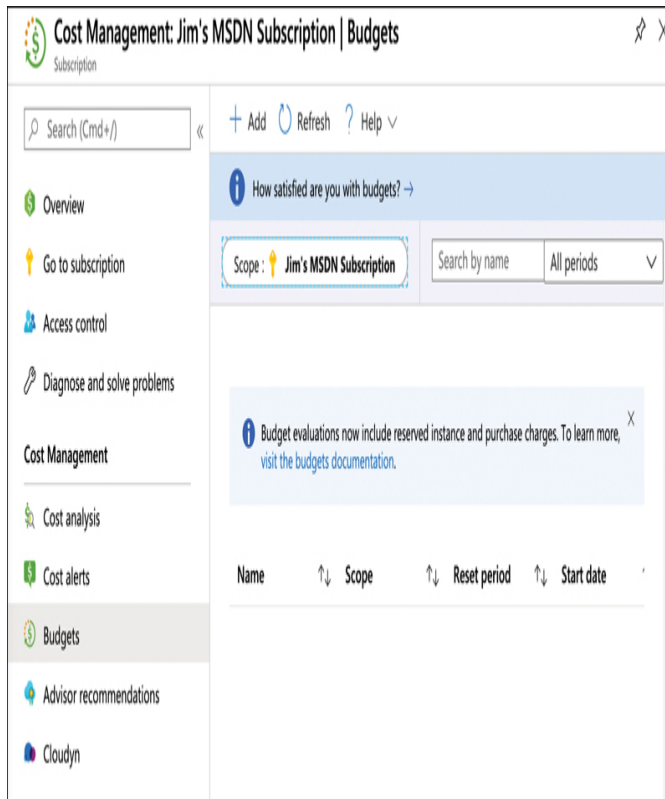 Cost Management: Jim's MSDN Subscription | Budgets
Subscription
Search (Cmd+/)
«
Overview
Go to subscription
Access control
Diagnose and solve problems
Cost Management
Cost analysis
Cost alerts
Budgets
Advisor recommendations
Cloudyn
+ Add Refresh ? Help
How satisfied are you with budgets? →
Scope : Jim's MSDN Subscription
Search by name
All periods
Budget evaluations now include reserved instance and purchase charges. To learn more,
visit the budgets documentation.
Name ↑↓ Scope ↑↓ Reset period ↑↓ Start date